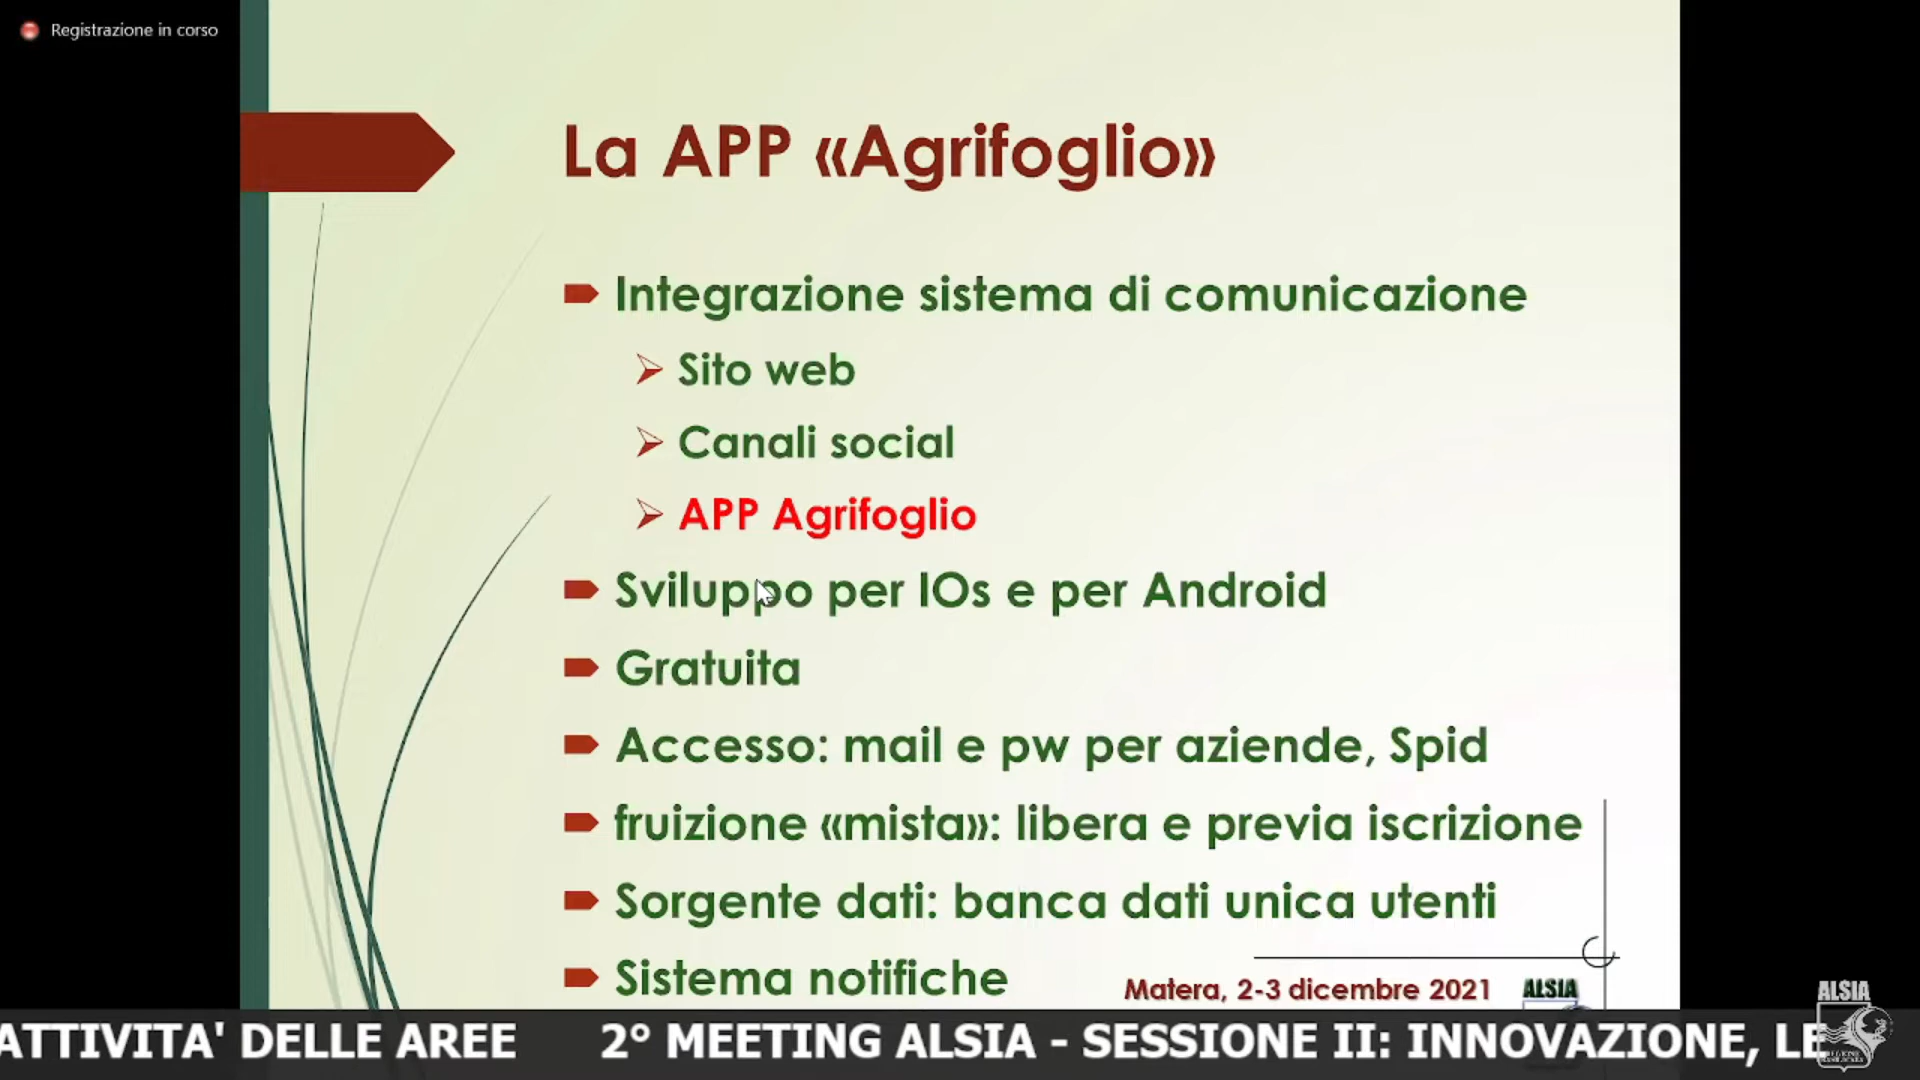 Registrazione in corso
La APP «Agrifoglio»
Integrazione sistema di comunicazione
Sito web
Canali social
APP Agrifoglio
Sviluppo per IOs e per Android
Gratuita
Accesso: mail e pw per aziende, Spid
fruizione «mista»: libera e previa iscrizione
Sorgente dati: banca dati unica utenti
Sistema notifiche
Matera, 2-3 dicembre 2021
ALSIA
ALSIA
ATTIVITA' DELLE AREE 2° MEETING ALSIA - SESSIONE II: INNOVAZIONE, LE